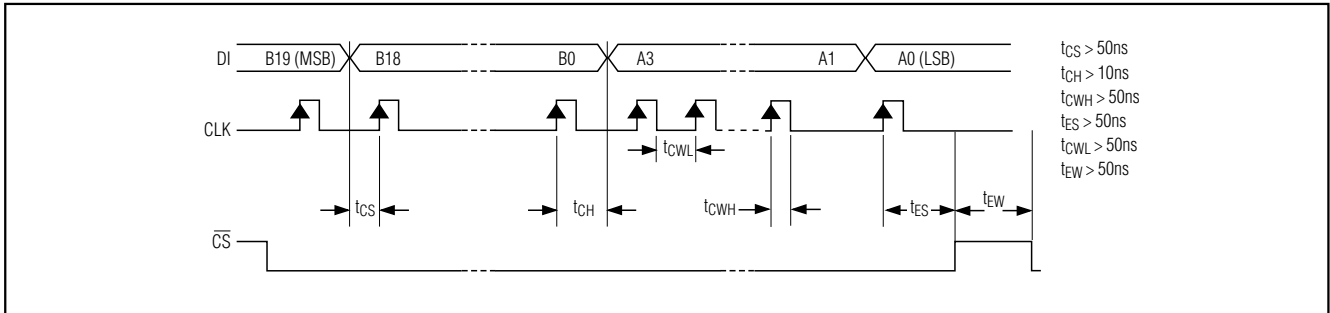 DI B19 (MSB) B18 B0 A3 A1 A0 (LSB)
CLK
tCWL
tCS tCH tCWH tES tEW
CS
tCS > 50ns
tCH > 10ns
tCWH > 50ns
tES > 50ns
tCWL > 50ns
tEW > 50ns